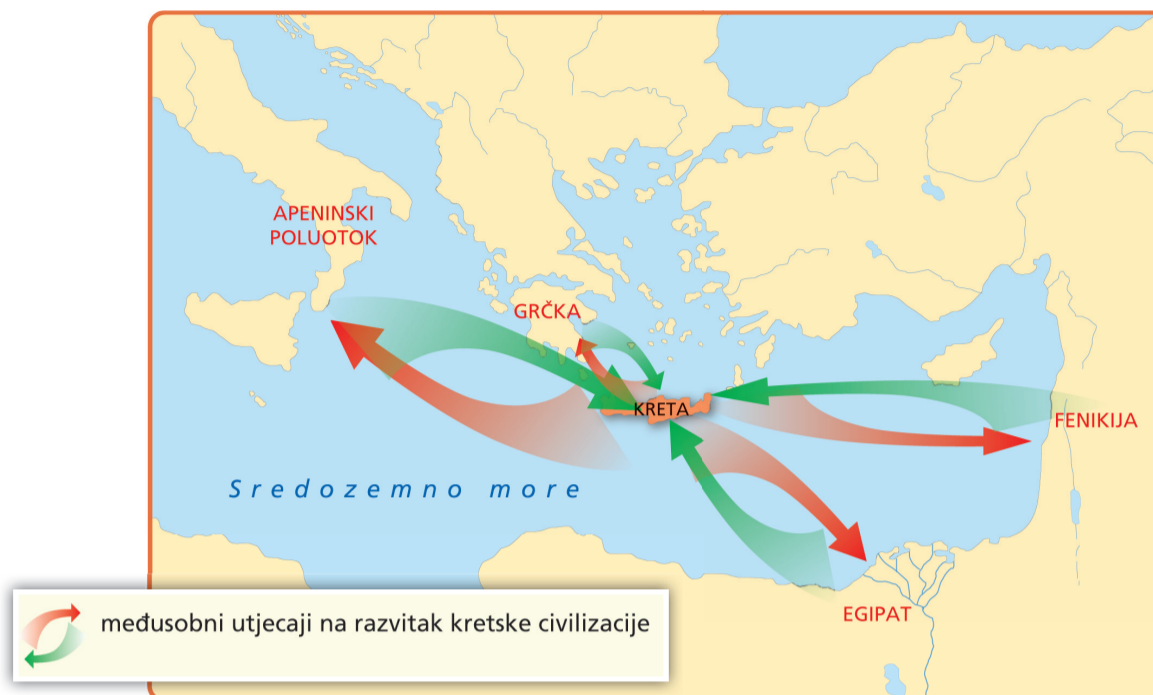 APENINSKI
POLUOTOK
GRČKA
KRETA
FENIKIJA
Sredozemno more
EGIPAT
međusobni utjecaji na razvitak kretske civilizacije